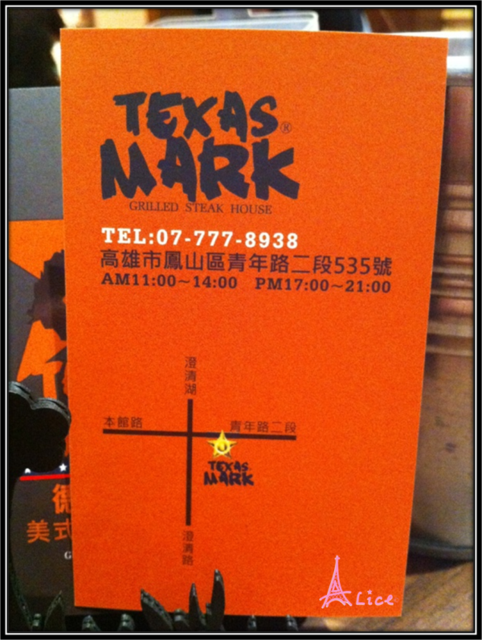 TEXAS
MARK®
GRILLED STEAK HOUSE
TEL:07-777-8938
高雄市鳳山區青年路二段535號
AM11:00~14:00 PM17:00~21:00
澄清湖
本館路
青年路二段
TEXAS
MARK
澄清路
美式
ALice